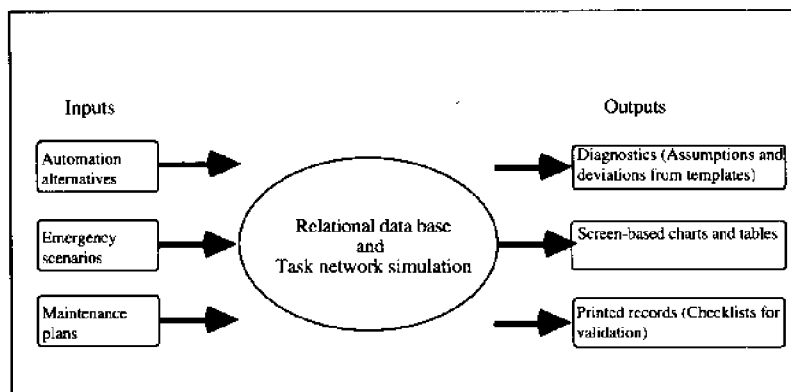 Inputs
Outputs
Automation
alternatives
Diagnostics (Assumptions and
deviations from templates)
Emergency
scenarios
Relational data base
and
Task network simulation
Screen-based charts and tables
Maintenance
plans
Printed records (Checklists for
validation)